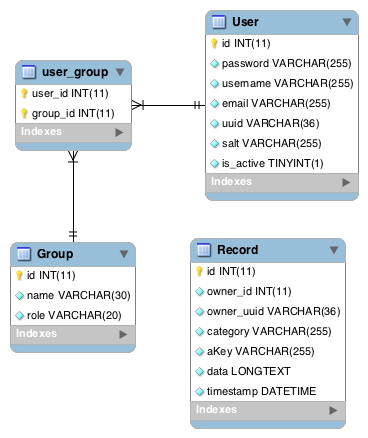 User
id INT(11)
password VARCHAR(255)
username VARCHAR(255)
email VARCHAR(255)
uuid VARCHAR(36)
salt VARCHAR(255)
is_active TINYINT(1)
Indexes
user_group
user_id INT(11)
group_id INT(11)
Indexes
Group
id INT(11)
name VARCHAR(30)
role VARCHAR(20)
Indexes
Record
id INT(11)
owner_id INT(11)
owner_uuid VARCHAR(36)
category VARCHAR(255)
aKey VARCHAR(255)
data LONGTEXT
timestamp DATETIME
Indexes